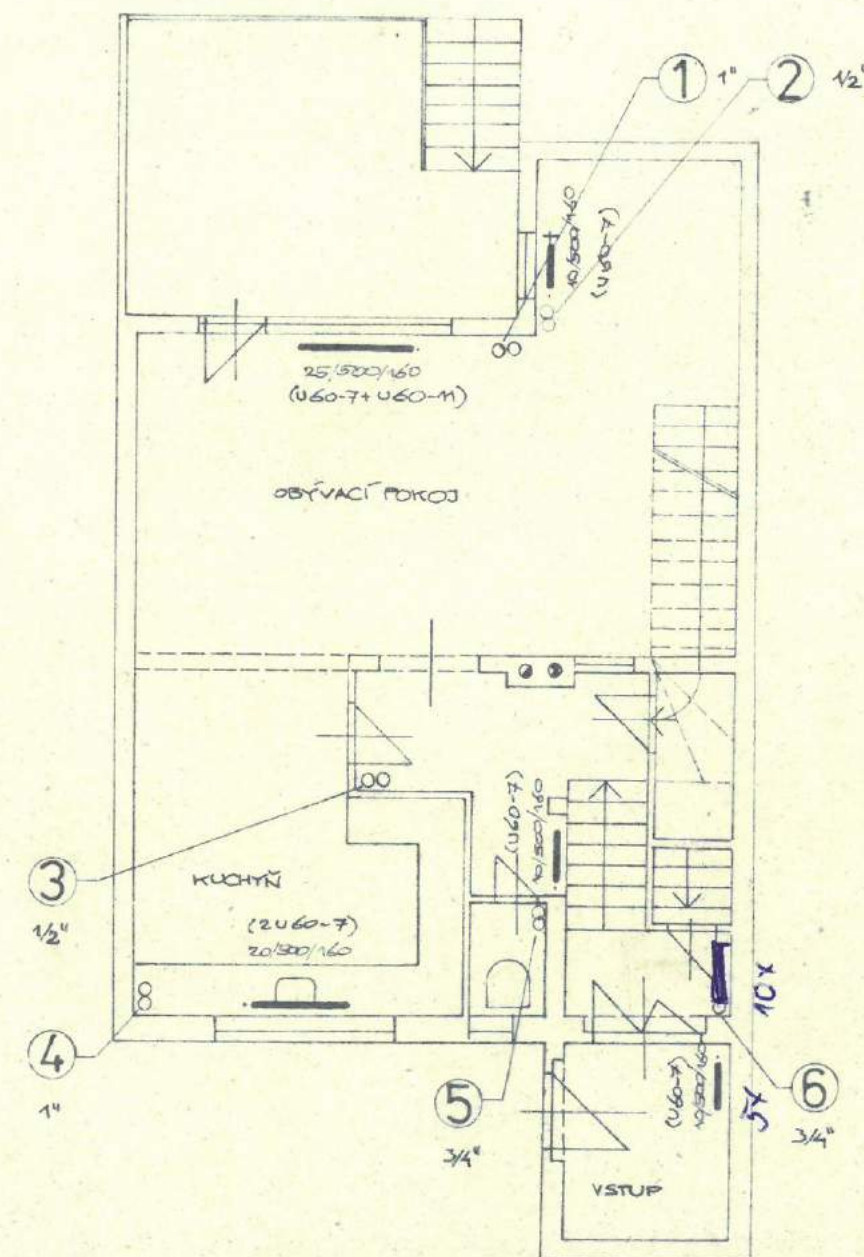 1 1"
2 1/2"
10/500/160
(U60-7)
25/500/160
(U60-7+U60-11)
OBÝVACÍ POKOJ
(U60-7)
10/500/160
3
1/2"
KUCHYŇ
(2U60-7)
20/500/160
4
1"
5
3/4"
10x
(U60-7)
10/500/160
5x
6
3/4"
VSTUP